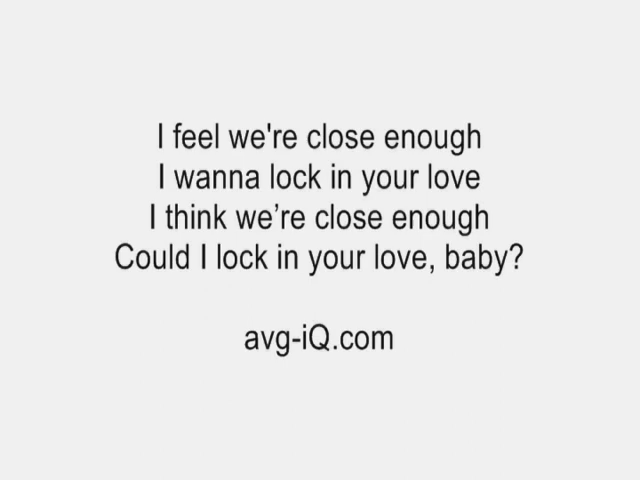 I feel we're close enough
I wanna lock in your love
I think we’re close enough
Could I lock in your love, baby?
avg-iQ.com